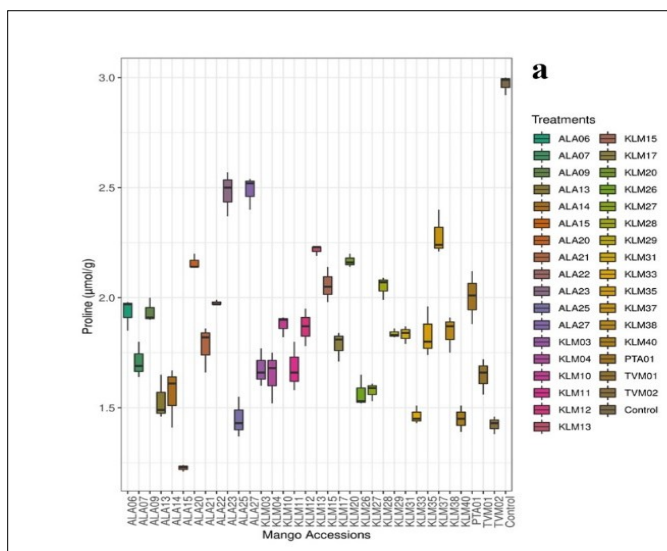 a
Proline (μmol/g)
3.0
2.5
2.0
1.5
ALA06
ALA07
ALA09
ALA13
ALA14
ALA15
ALA20
ALA21
ALA22
ALA23
ALA25
ALA27
KLM03
KLM04
KLM10
KLM11
KLM12
KLM13
KLM15
KLM17
KLM20
KLM26
KLM27
KLM28
KLM29
KLM31
KLM33
KLM35
KLM37
KLM38
KLM40
PTA01
TVM01
TVM02
Control
Mango Accessions
Treatments
ALA06 KLM15
ALA07 KLM17
ALA09 KLM20
ALA13 KLM26
ALA14 KLM27
ALA15 KLM28
ALA20 KLM29
ALA21 KLM31
ALA22 KLM33
ALA23 KLM35
ALA25 KLM37
ALA27 KLM38
KLM03 KLM40
KLM04 PTA01
KLM10 TVM01
KLM11 TVM02
KLM12 Control
KLM13